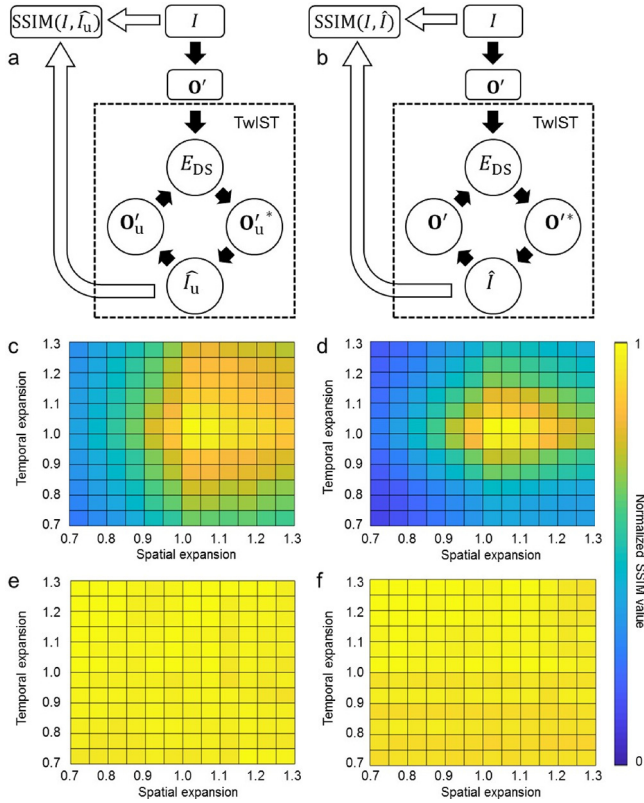 SSIM(I, Î_u)
I
SSIM(I, Î)
I
a
b
O′
O′
TwIST
TwIST
E_DS
E_DS
O′_u
O′_u*
O′
O′*
Î_u
Î
c
d
1.3
1.2
1.1
1.0
0.9
0.8
0.7
Temporal expansion
0.7 0.8 0.9 1.0 1.1 1.2 1.3
Spatial expansion
1.3
1.2
1.1
1.0
0.9
0.8
0.7
Temporal expansion
0.7 0.8 0.9 1.0 1.1 1.2 1.3
Spatial expansion
1
Normalized SSIM value
0
e
f
1.3
1.2
1.1
1.0
0.9
0.8
0.7
Temporal expansion
0.7 0.8 0.9 1.0 1.1 1.2 1.3
Spatial expansion
1.3
1.2
1.1
1.0
0.9
0.8
0.7
Temporal expansion
0.7 0.8 0.9 1.0 1.1 1.2 1.3
Spatial expansion